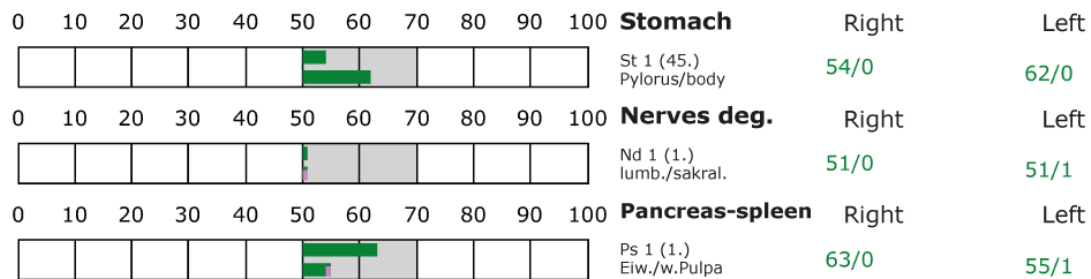 0 10 20 30 40 50 60 70 80 90 100 Stomach Right Left
St 1 (45.)
Pylorus/body
54/0 62/0
0 10 20 30 40 50 60 70 80 90 100 Nerves deg. Right Left
Nd 1 (1.)
lumb./sakral.
51/0 51/1
0 10 20 30 40 50 60 70 80 90 100 Pancreas-spleen Right Left
Ps 1 (1.)
Eiw./w.Pulpa
63/0 55/1